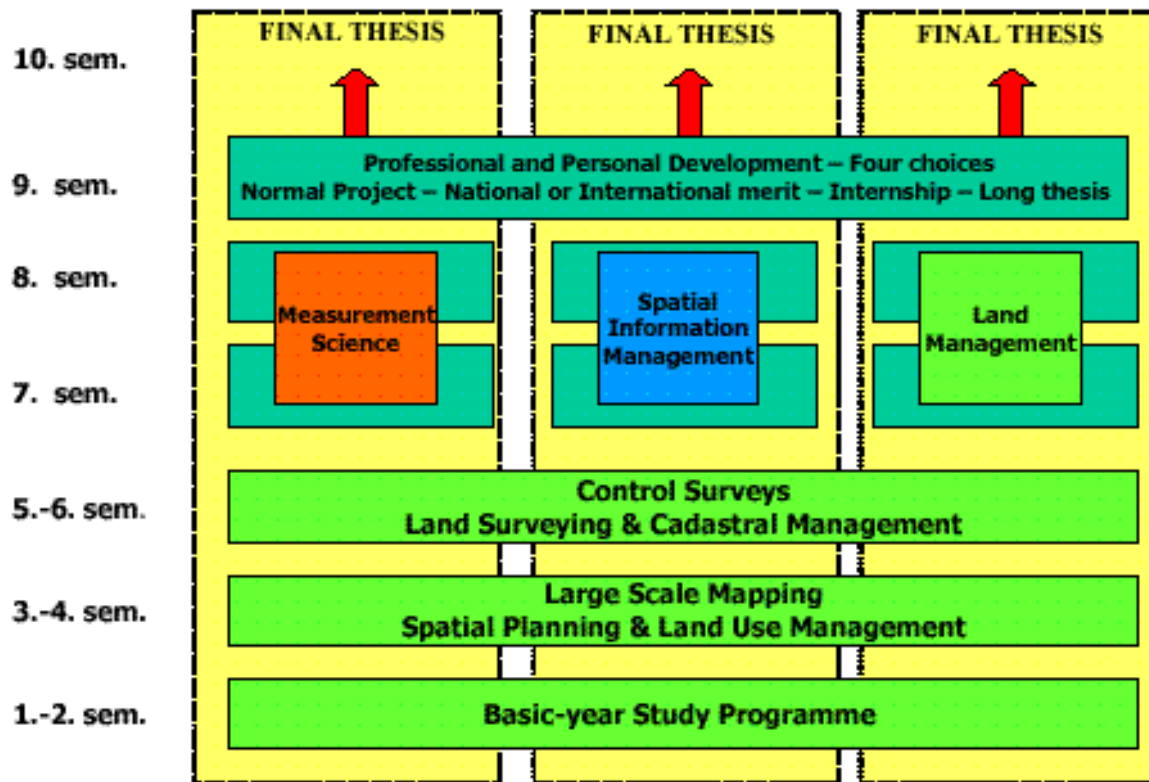 FINAL THESIS FINAL THESIS FINAL THESIS
10. sem.
Professional and Personal Development – Four choices
9. sem.
Normal Project – National or International merit – Internship – Long thesis
8. sem.
Measurement
Science
Spatial
Information
Management
Land
Management
7. sem.
Control Surveys
5.-6. sem.
Land Surveying & Cadastral Management
Large Scale Mapping
3.-4. sem.
Spatial Planning & Land Use Management
1.-2. sem.
Basic-year Study Programme